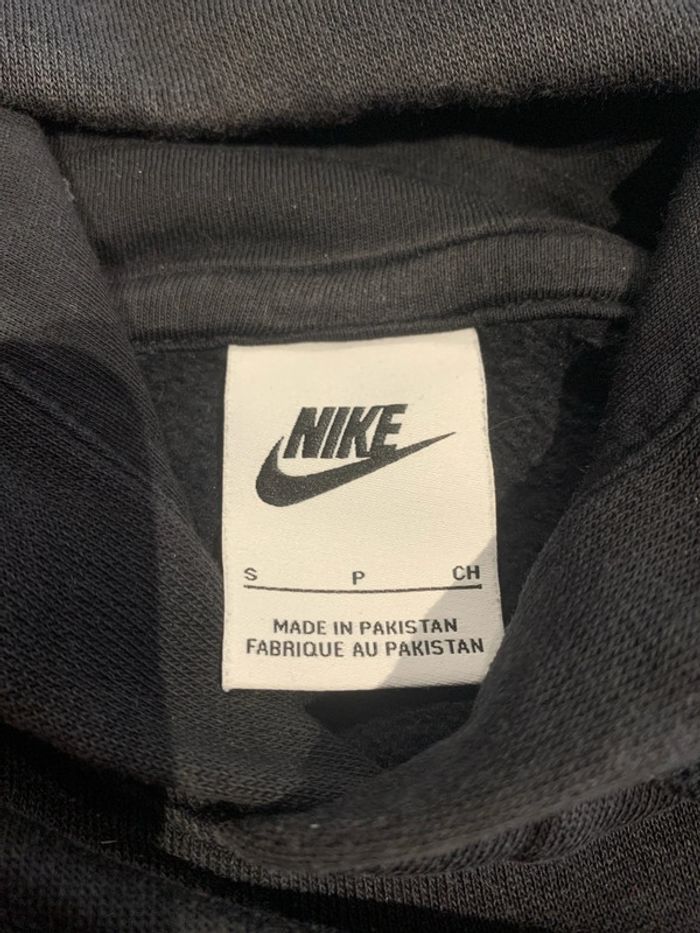 NIKE
S P CH
MADE IN PAKISTAN
FABRIQUE AU PAKISTAN